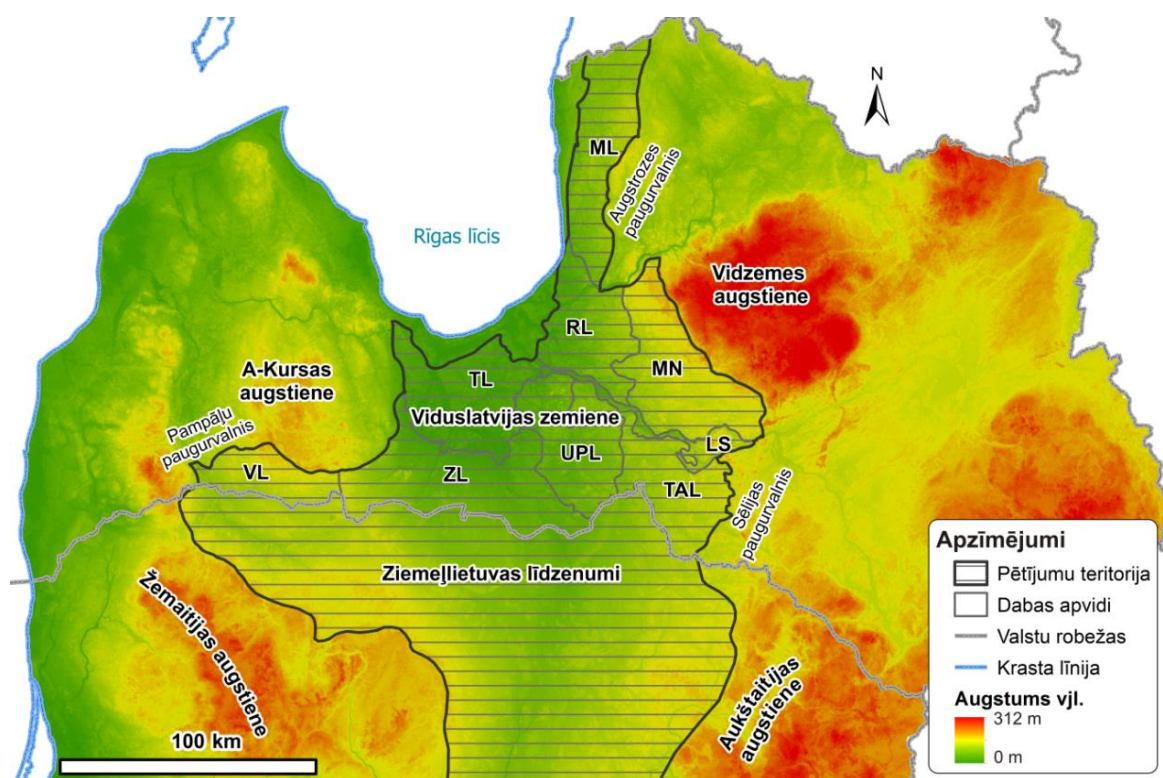 N
ML
Augstrozes
paugurvalnis
Rīgas līcis
Vidzemes
augstiene
RL
MN
A-Kursas
augstiene
TL
Viduslatvijas zemiene
Pampāļu
paugurvalnis
LS
UPL
VL
ZL
TAL
Sēlijas
paugurvalnis
Ziemeļlietuvas līdzenumi
Žemaitijas augstiene
Aukštaitijas
augstiene
100 km
Apzīmējumi
Pētījumu teritorija
Dabas apvidi
Valstu robežas
Krasta līnija
Augstums vjl.
312 m
0 m